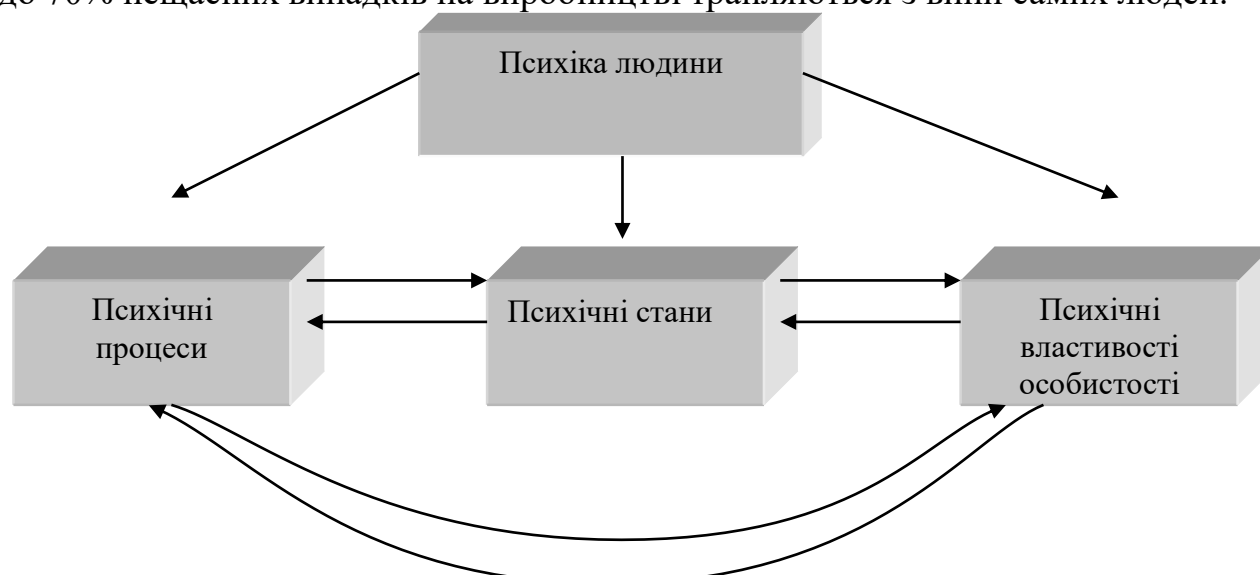 до 70% нещасних випадків на виробництві трапляються з вини самих людей.
Психіка людини
Психічні
процеси
Психічні стани
Психічні
властивості
особистості